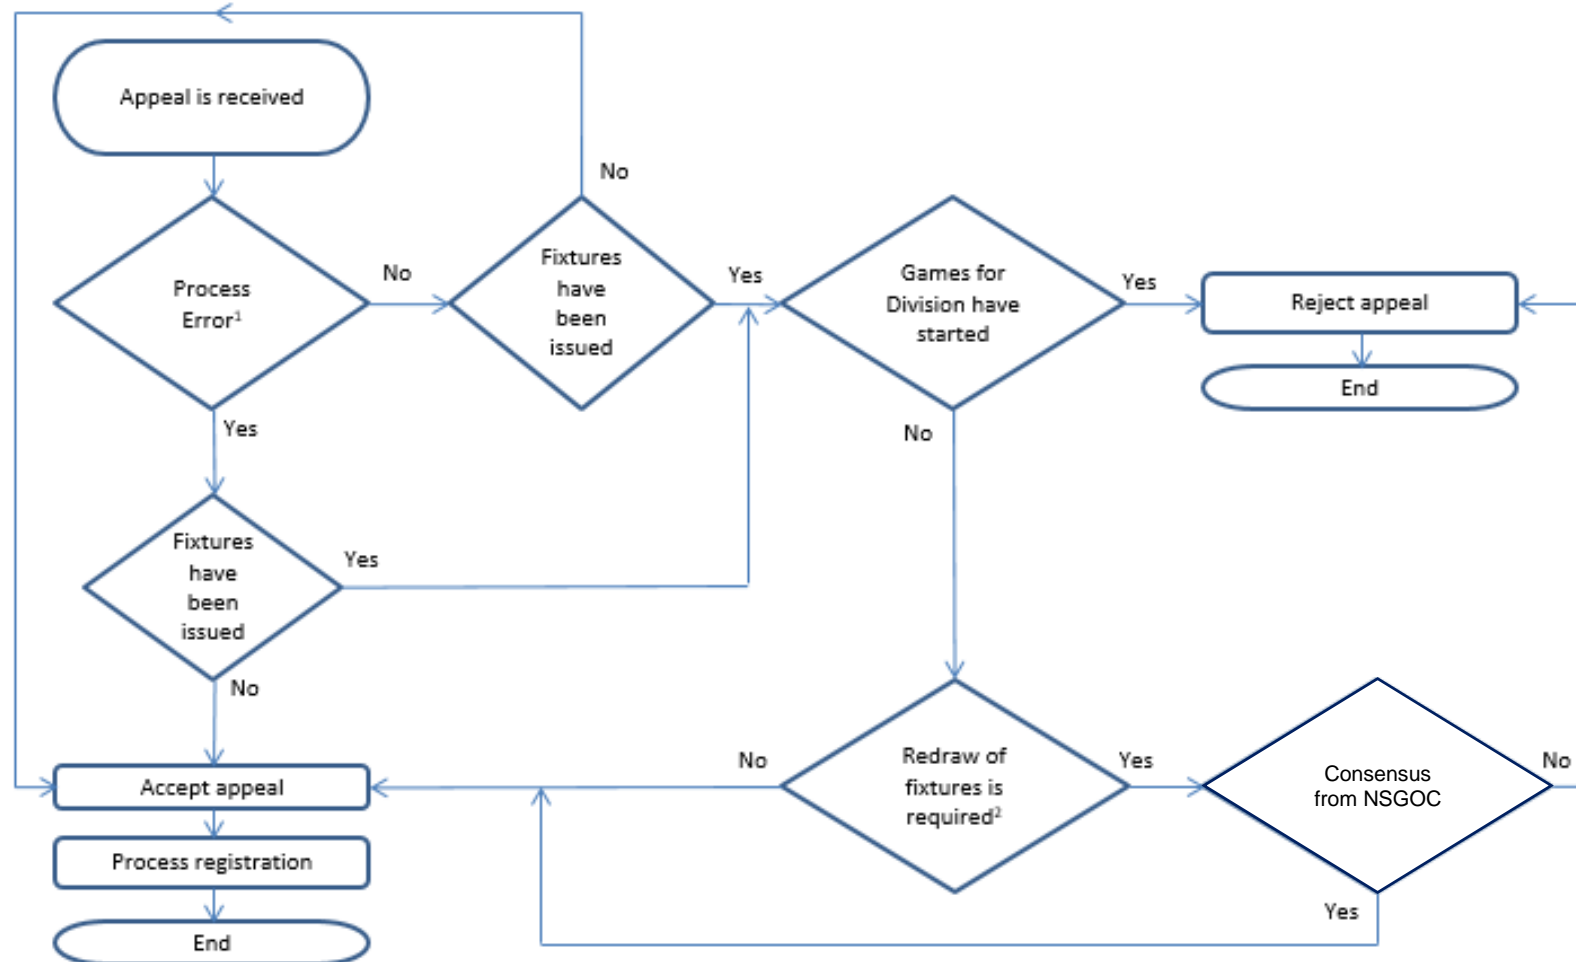 Appeal is received
No
Process
Error¹
No
Fixtures
have
been
issued
Yes
Games for
Division have
started
Yes
Reject appeal
End
Yes
No
Fixtures
have
been
issued
Yes
No
Accept appeal
Process registration
End
No
Redraw of
fixtures is
required²
Yes
Consensus
from NSGOC
No
Yes